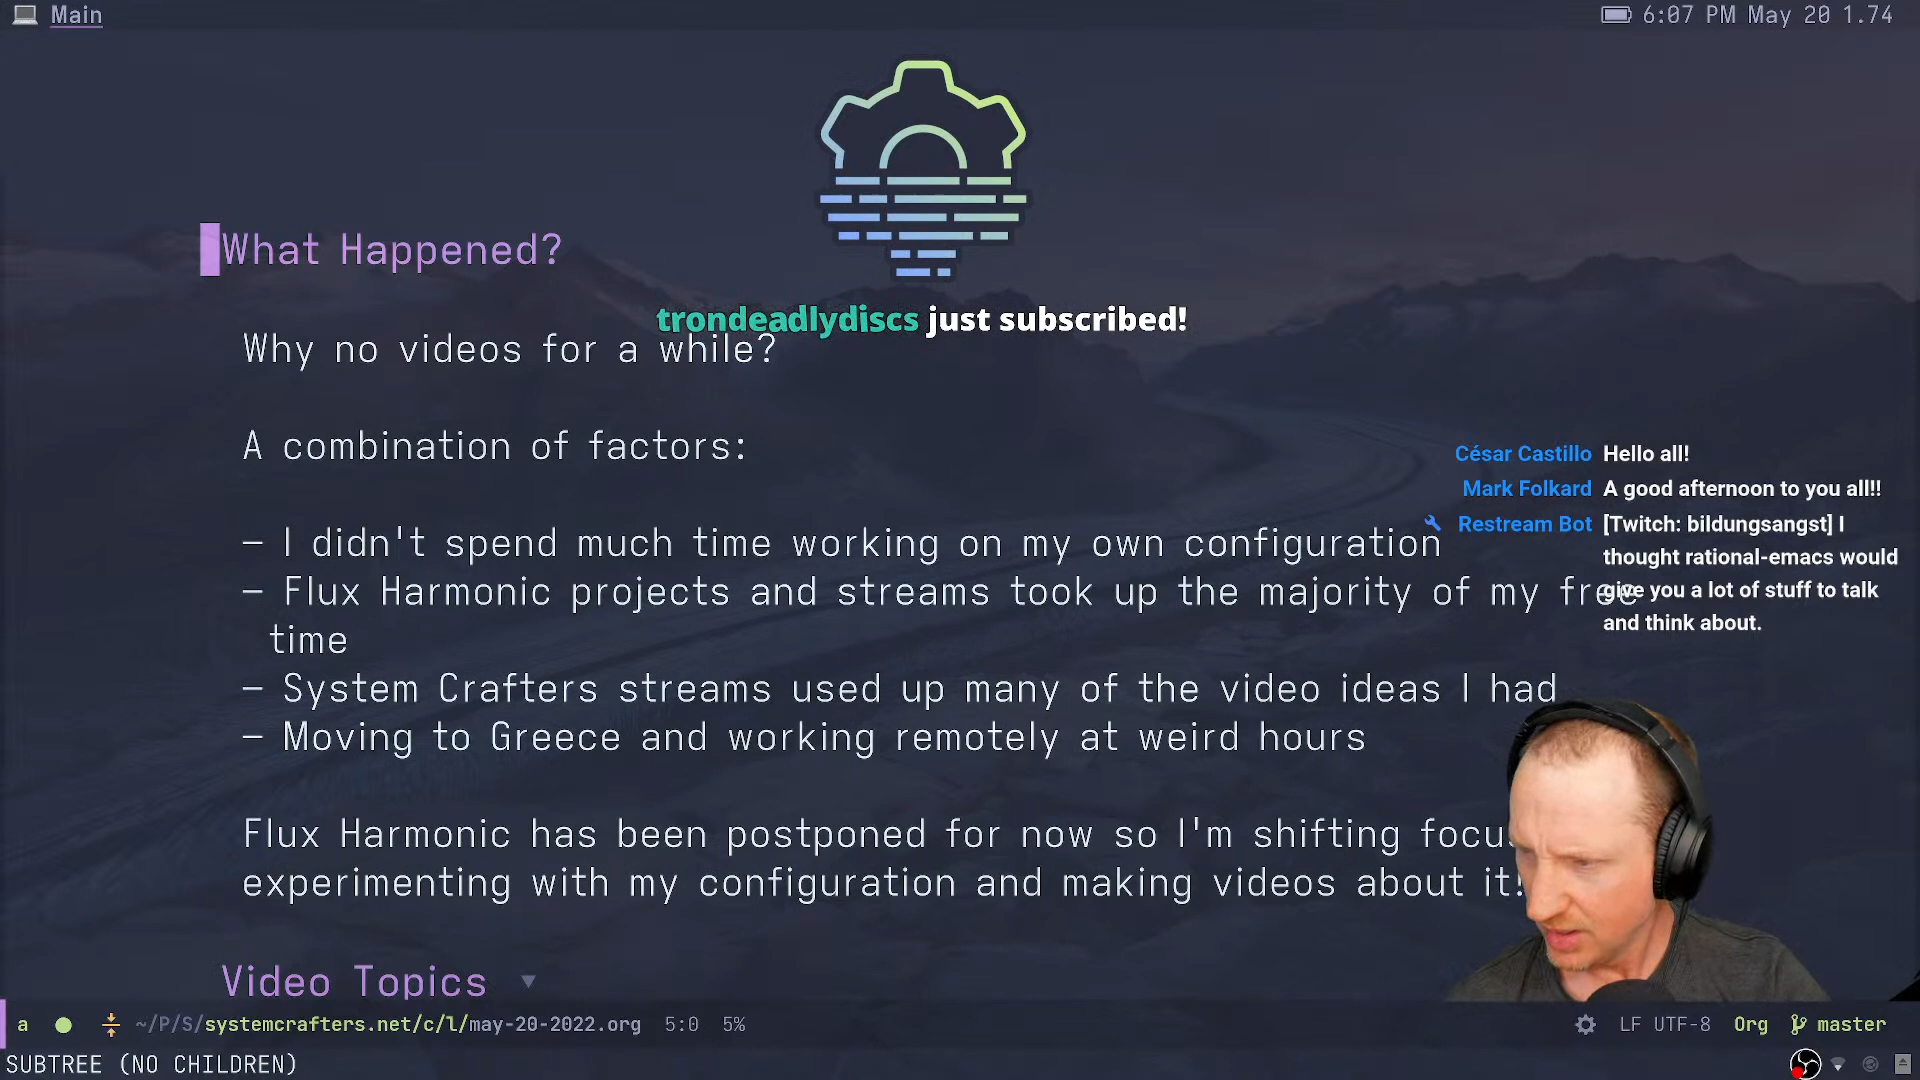 Main
6:07 PM May 20 1.74
What Happened?
trondeadlydiscs just subscribed!
Why no videos for a while?
A combination of factors:
César Castillo Hello all!
Mark Folkard A good afternoon to you all!!
Restream Bot [Twitch: bildungsangst] I
thought rational-emacs would
give you a lot of stuff to talk
and think about.
– I didn't spend much time working on my own configuration
– Flux Harmonic projects and streams took up the majority of my free
time
– System Crafters streams used up many of the video ideas I had
– Moving to Greece and working remotely at weird hours
Flux Harmonic has been postponed for now so I'm shifting focus
experimenting with my configuration and making videos about it!
Video Topics ▾
a ~/P/S/systemcrafters.net/c/l/may-20-2022.org 5:0 5%
LF UTF-8 Org master
SUBTREE (NO CHILDREN)